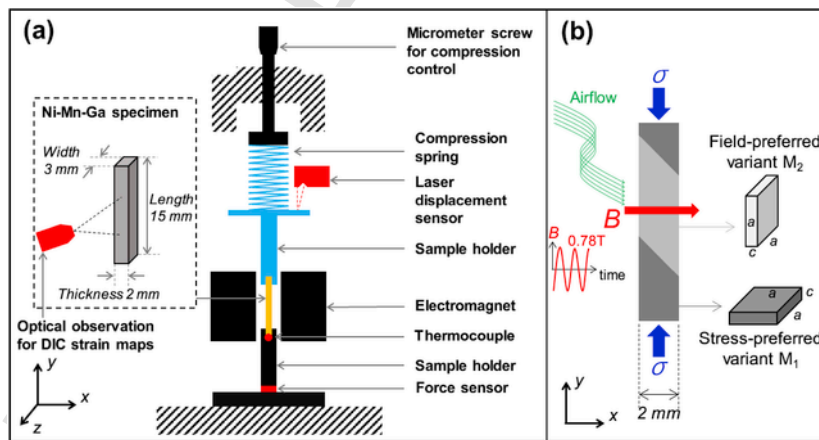 (a)
Micrometer screw
for compression
control
Ni-Mn-Ga specimen
Width
3 mm
Length
15 mm
Thickness 2 mm
Optical observation
for DIC strain maps
y
x
z
Compression
spring
Laser
displacement
sensor
Sample holder
Electromagnet
Thermocouple
Sample holder
Force sensor
(b)
σ
Airflow
Field-preferred
variant M2
B
a
c
a
B
0.78T
time
a
c
a
Stress-preferred
variant M1
σ
y
x
2 mm